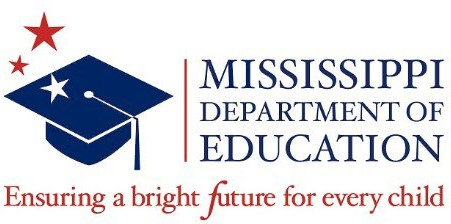 MISSISSIPPI
DEPARTMENT OF
EDUCATION
Ensuring a bright future for every child